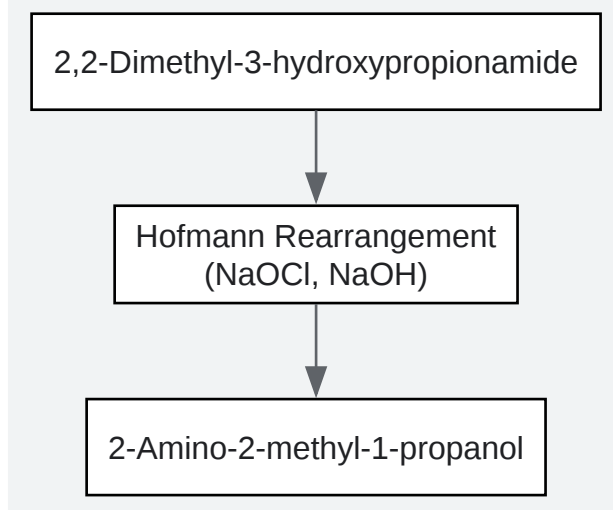 2,2-Dimethyl-3-hydroxypropionamide
Hofmann Rearrangement
(NaOCl, NaOH)
2-Amino-2-methyl-1-propanol